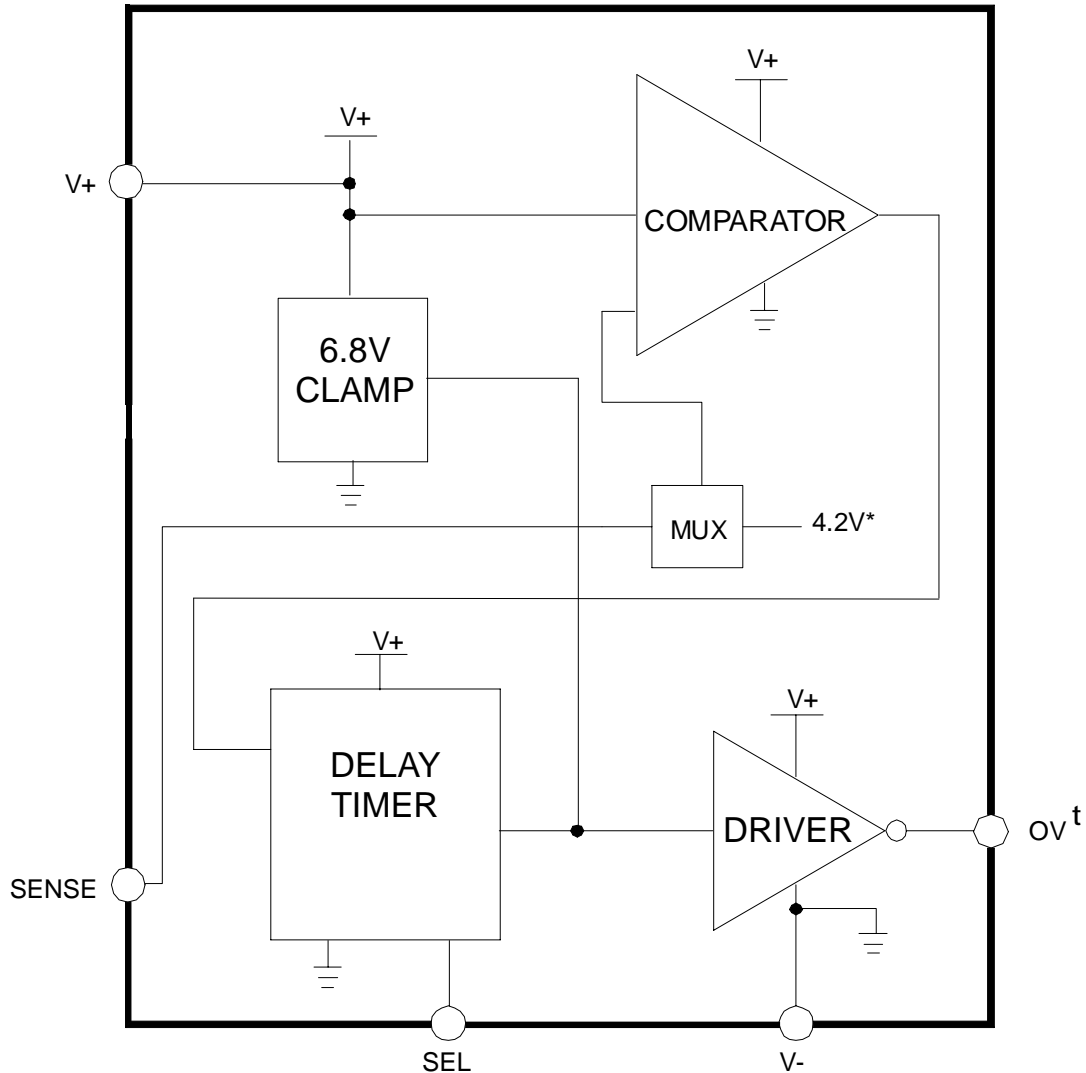 V+
V+
V+
COMPARATOR
6.8V
CLAMP
MUX
4.2V*
V+
V+
DELAY
TIMER
DRIVER
OV t
SENSE
SEL
V-